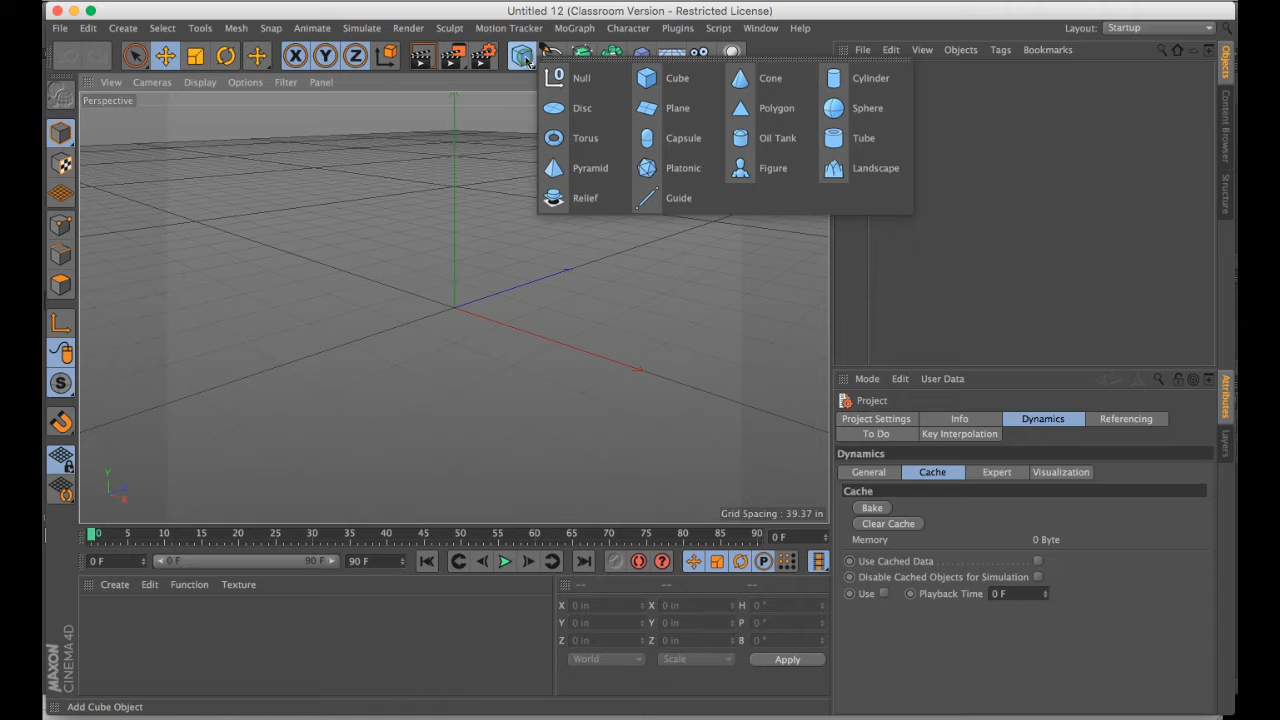 Untitled 12 (Classroom Version - Restricted License)
File Edit Create Select Tools Mesh Snap Animate Simulate Render Sculpt Motion Tracker MoGraph Character Plugins Script Window Help Layout: Startup
X Y Z
File Edit View Objects Tags Bookmarks
View Cameras Display Options Filter Panel
Perspective
0 Null Cube Cone Cylinder
Disc Plane Polygon Sphere
Torus Capsule Oil Tank Tube
Pyramid Platonic Figure Landscape
Relief Guide
Objects
Content Browser
Structure
S
Y
Z
X
Grid Spacing : 39.37 in
Mode Edit User Data
Project
Project Settings Info Dynamics Referencing
To Do Key Interpolation
Dynamics
General Cache Expert Visualization
Cache
Bake
Clear Cache
Memory 0 Byte
Use Cached Data
Disable Cached Objects for Simulation
Use Playback Time 0 F
Attributes
Layers
0 5 10 15 20 25 30 35 40 45 50 55 60 65 70 75 80 85 90 0 F
0 F 0 F 90 F 90 F ? P
Create Edit Function Texture
-- -- --
X 0 in X 0 in H 0 °
Y 0 in Y 0 in P 0 °
Z 0 in Z 0 in B 0 °
World Scale Apply
MAXON
CINEMA 4D
Add Cube Object